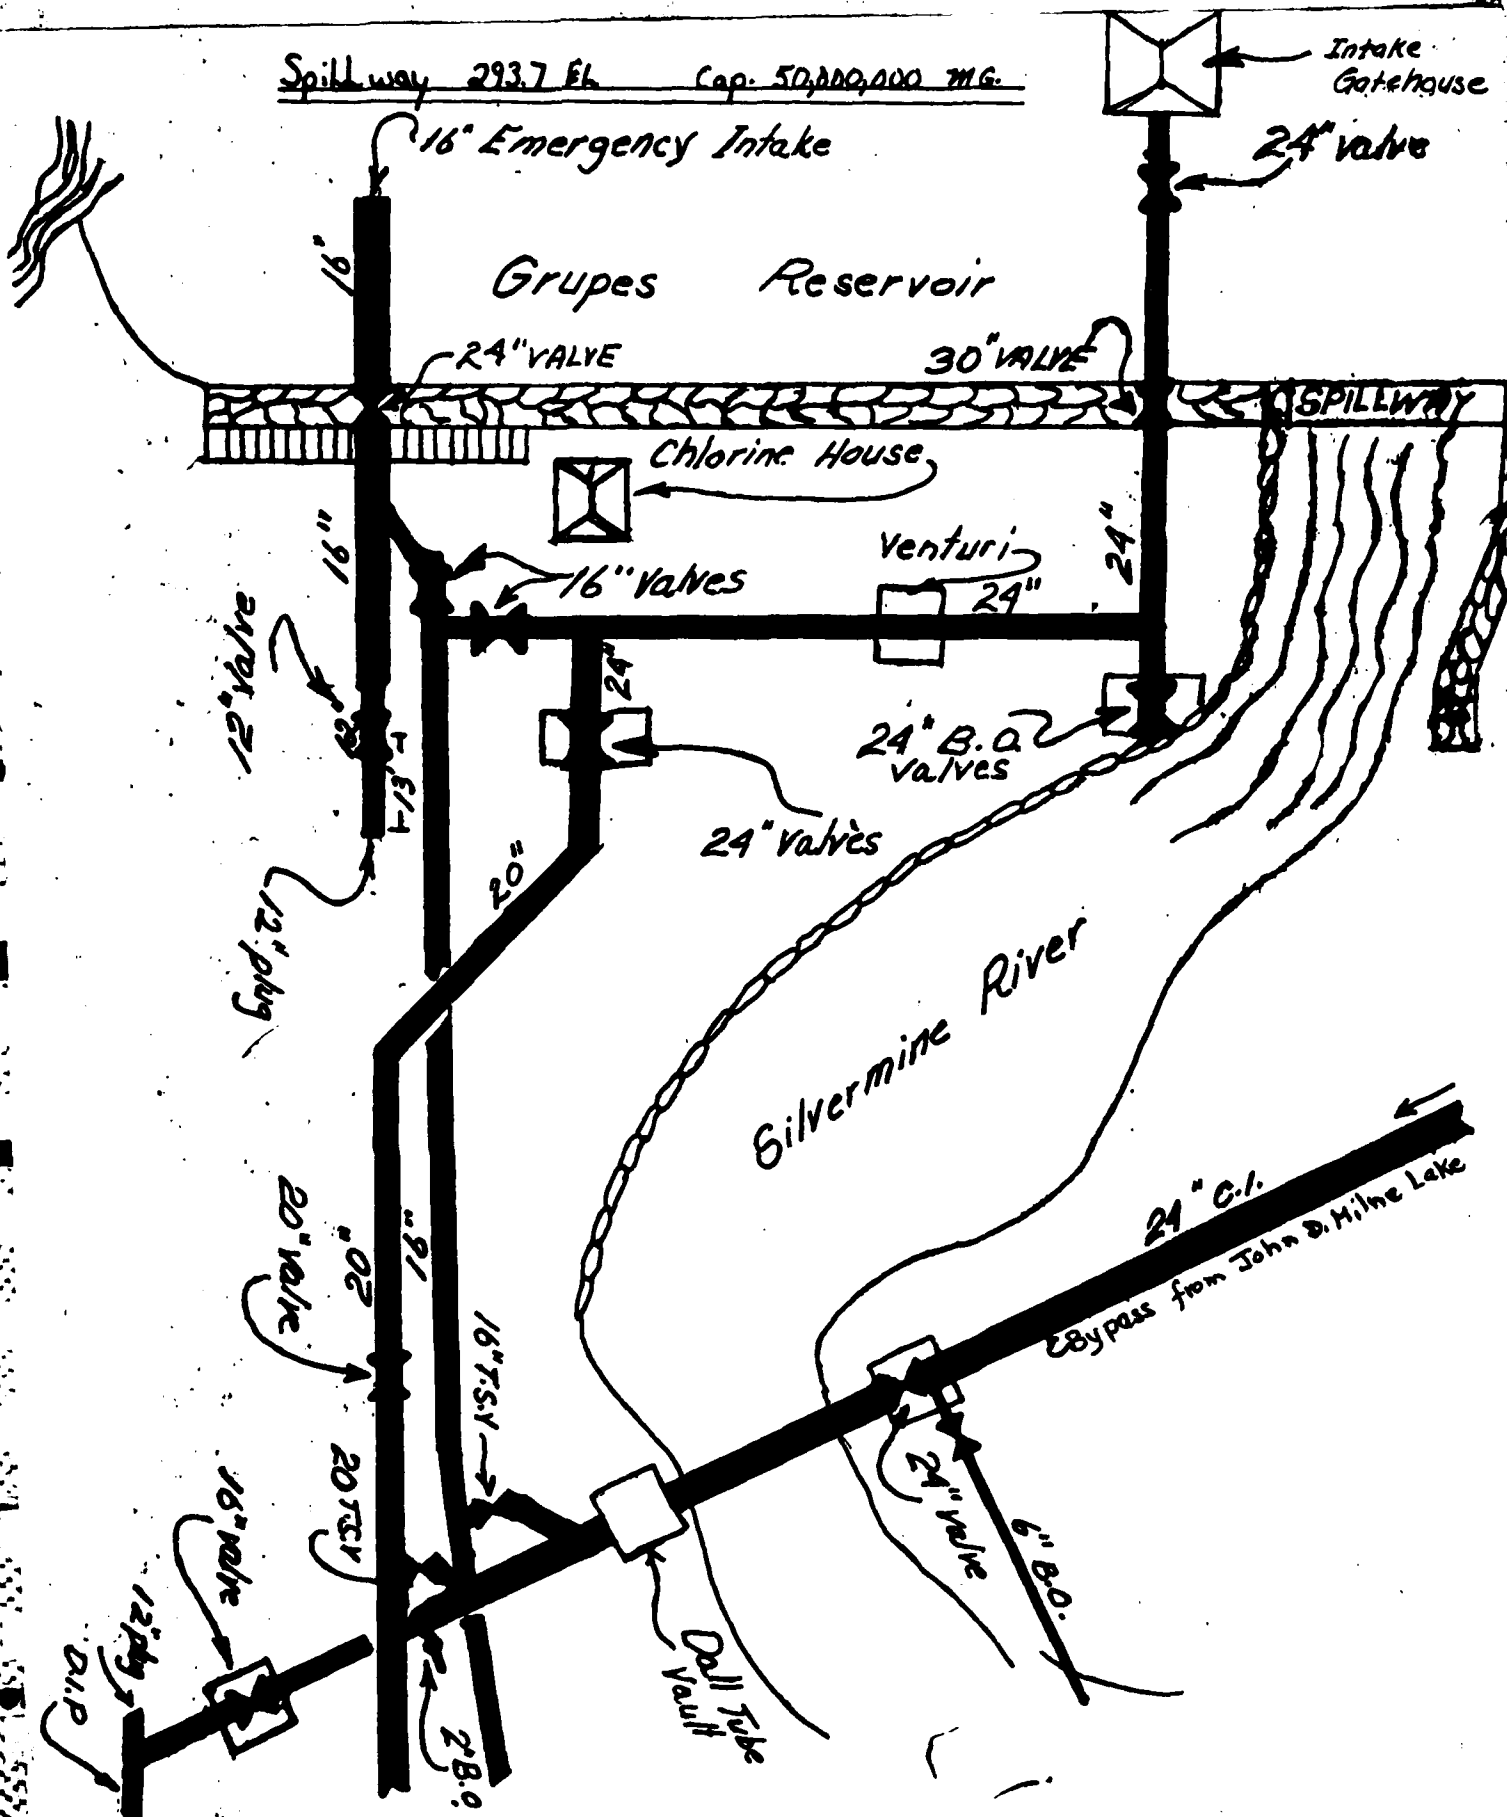 Spillway 293.7 EL Cap. 50,000,000 MG.
Intake
Gatehouse
16" Emergency Intake
24" valve
16"
Grupes Reservoir
24" VALVE
30" VALVE
SPILLWAY
Chlorine House
16"
24"
Venturi
24"
16" Valves
12" Valve
24"
12"
13'
24" B.O.
valves
24" Valves
20"
12" plug
Silvermine River
24" C.I.
Bypass from John D. Milne Lake
20" Valve
20"
16"
16" T.S.V
24" Valve
6" B.O.
20 T.S.V
16" valve
12" plug
D.I.P
Dall Tube
Vault
2" B.O.